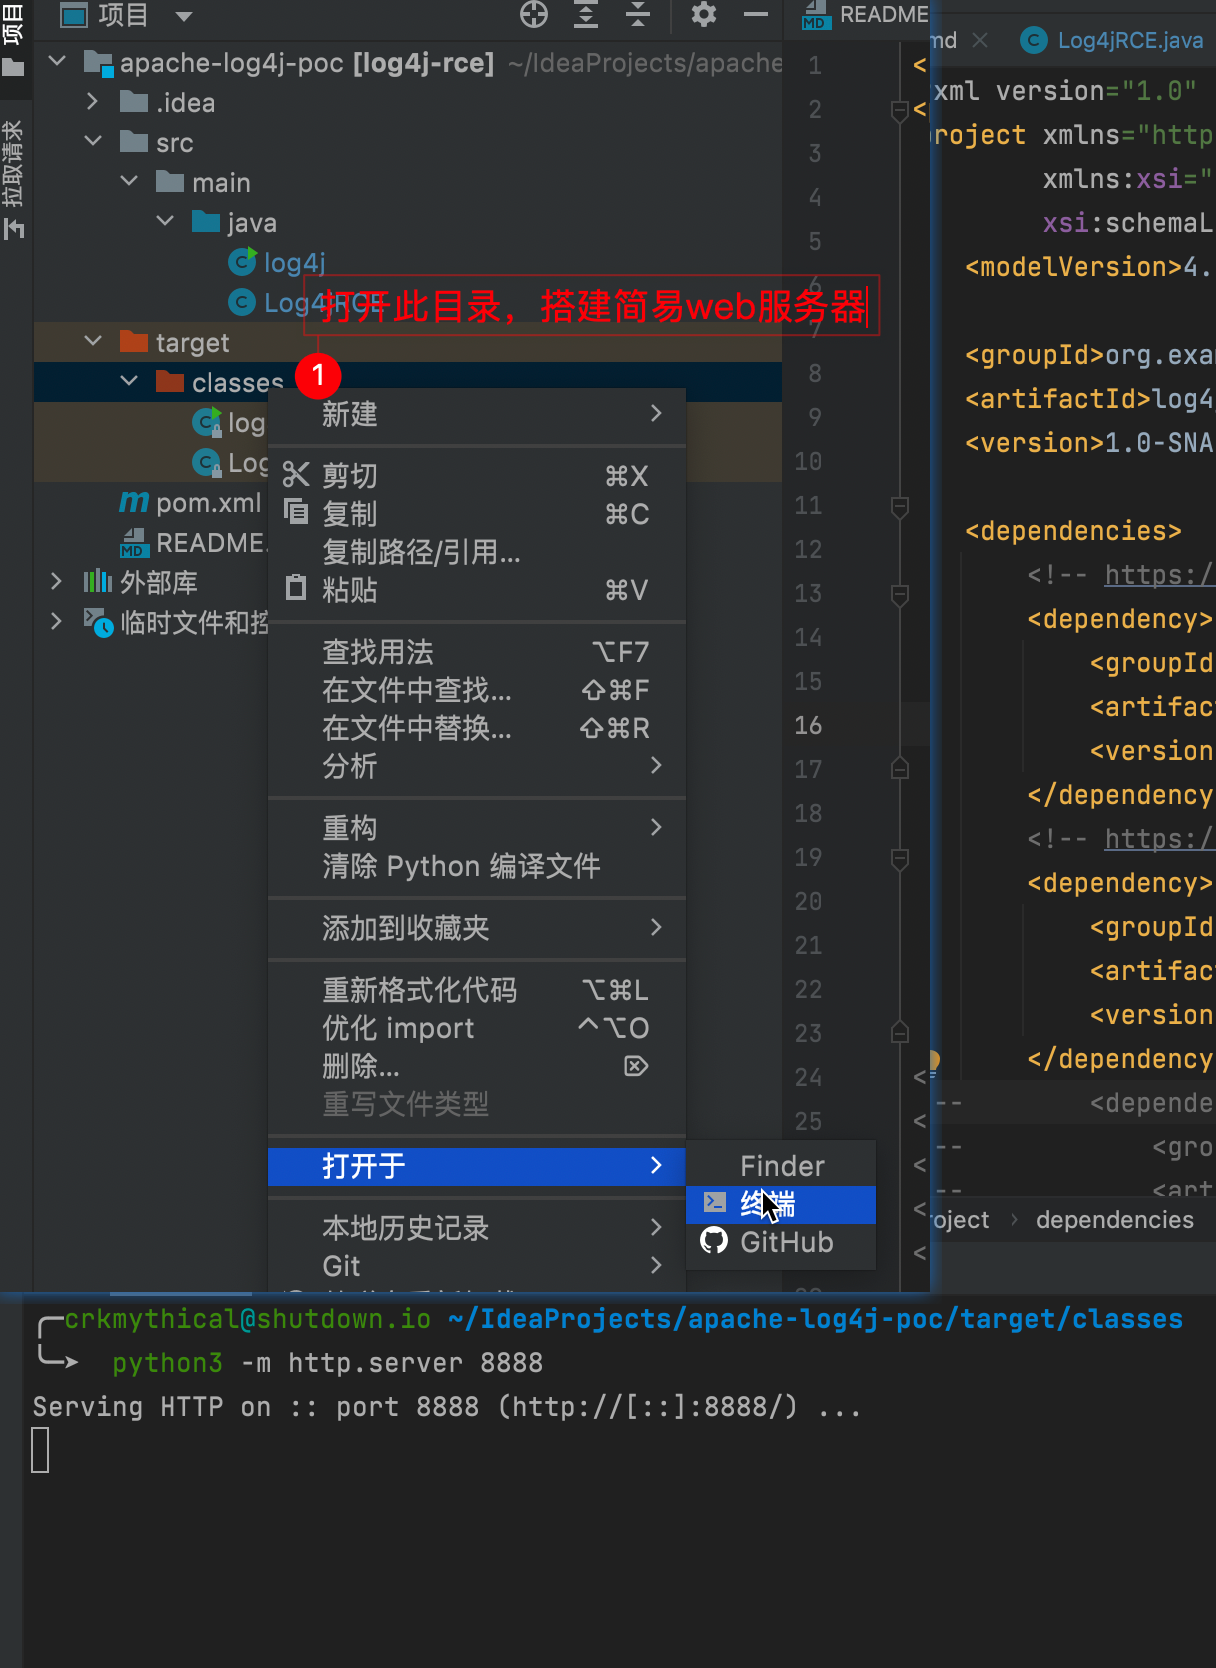 项目
README
项目
apache-log4j-poc [log4j-rce] ~/IdeaProjects/apache
.idea
src
main
java
log4j
Log4jRCE
打开此目录，搭建简易web服务器
target
classes
1
log
Log
pom.xml
README.
外部库
临时文件和控
拉取请求
新建
剪切 ⌘X
复制 ⌘C
复制路径/引用...
粘贴 ⌘V
查找用法 ⌥F7
在文件中查找... ⇧⌘F
在文件中替换... ⇧⌘R
分析
重构
清除 Python 编译文件
添加到收藏夹
重新格式化代码 ⌥⌘L
优化 import ^⌥O
删除...
重写文件类型
打开于
本地历史记录
Git
Finder
终端
GitHub
1
2
3
4
5
6
7
8
9
10
11
12
13
14
15
16
17
18
19
20
21
22
23
24
25
md
Log4jRCE.java
xml version="1.0"
roject xmlns="http
xmlns:xsi="
xsi:schemaL
<modelVersion>4.
<groupId>org.exa
<artifactId>log4
<version>1.0-SNA
<dependencies>
<!-- https:/
<dependency>
<groupId
<artifac
<version
</dependency
<!-- https:/
<dependency>
<groupId
<artifac
<version
</dependency
-- <depende
-- <gro
-- <art
roject > dependencies
crkmythical@shutdown.io ~/IdeaProjects/apache-log4j-poc/target/classes
python3 -m http.server 8888
Serving HTTP on :: port 8888 (http://[::]:8888/) ...